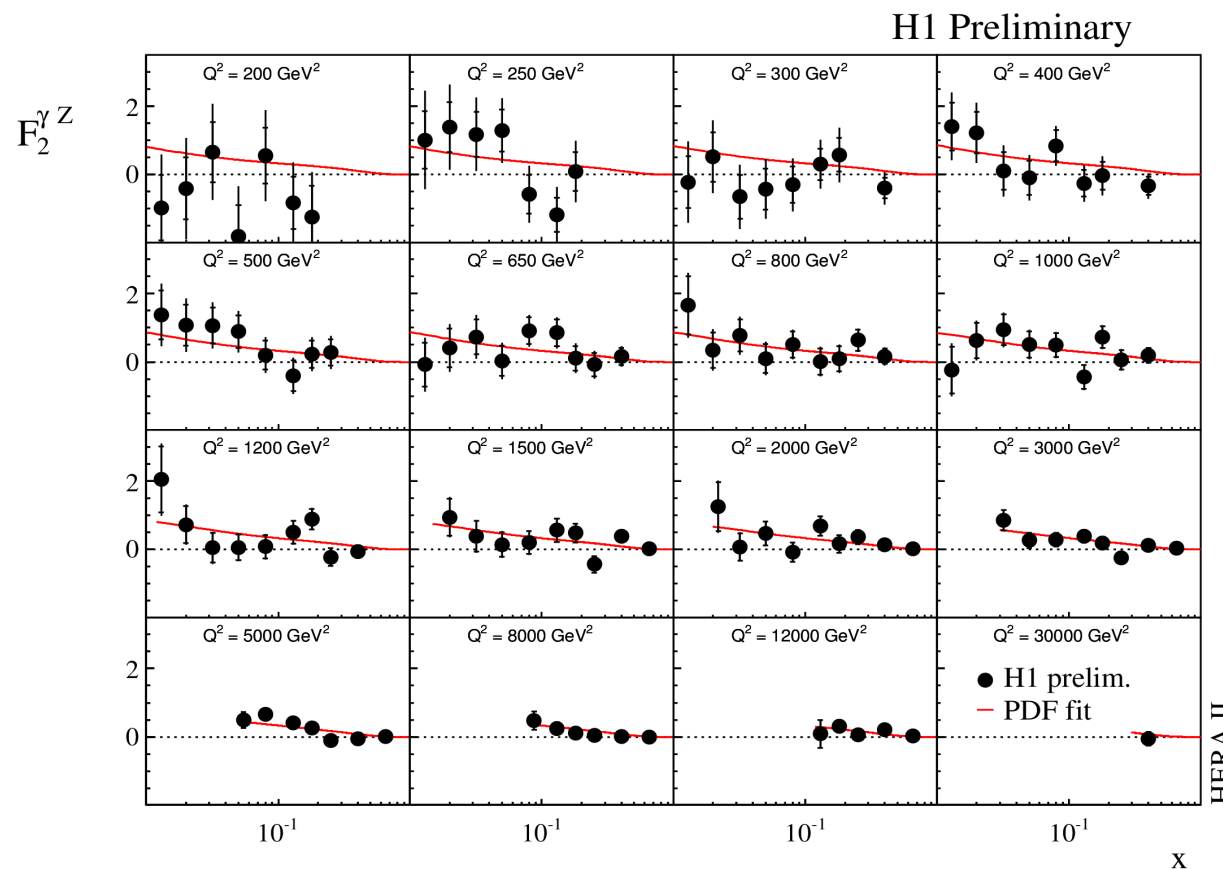 H1 Preliminary
F₂^γZ
Q² = 200 GeV²
Q² = 250 GeV²
Q² = 300 GeV²
Q² = 400 GeV²
2
0
Q² = 500 GeV²
Q² = 650 GeV²
Q² = 800 GeV²
Q² = 1000 GeV²
2
0
Q² = 1200 GeV²
Q² = 1500 GeV²
Q² = 2000 GeV²
Q² = 3000 GeV²
2
0
Q² = 5000 GeV²
Q² = 8000 GeV²
Q² = 12000 GeV²
Q² = 30000 GeV²
2
0
H1 prelim.
PDF fit
10⁻¹
10⁻¹
10⁻¹
10⁻¹
x